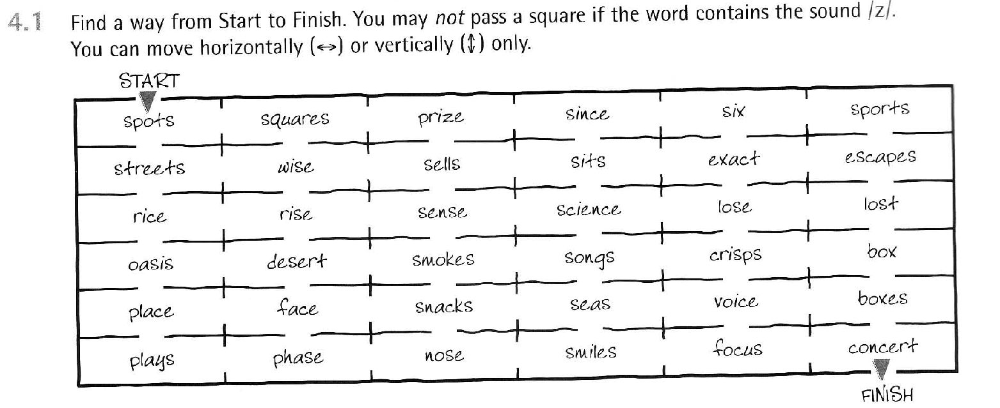 4.1 Find a way from Start to Finish. You may not pass a square if the word contains the sound /z/.
You can move horizontally (↔) or vertically (↕) only.
START
spots squares prize since six sports
streets wise sells sits exact escapes
rice rise sense science lose lost
oasis desert smokes songs crisps box
place face snacks seas voice boxes
plays phase nose smiles focus concert
FINISH